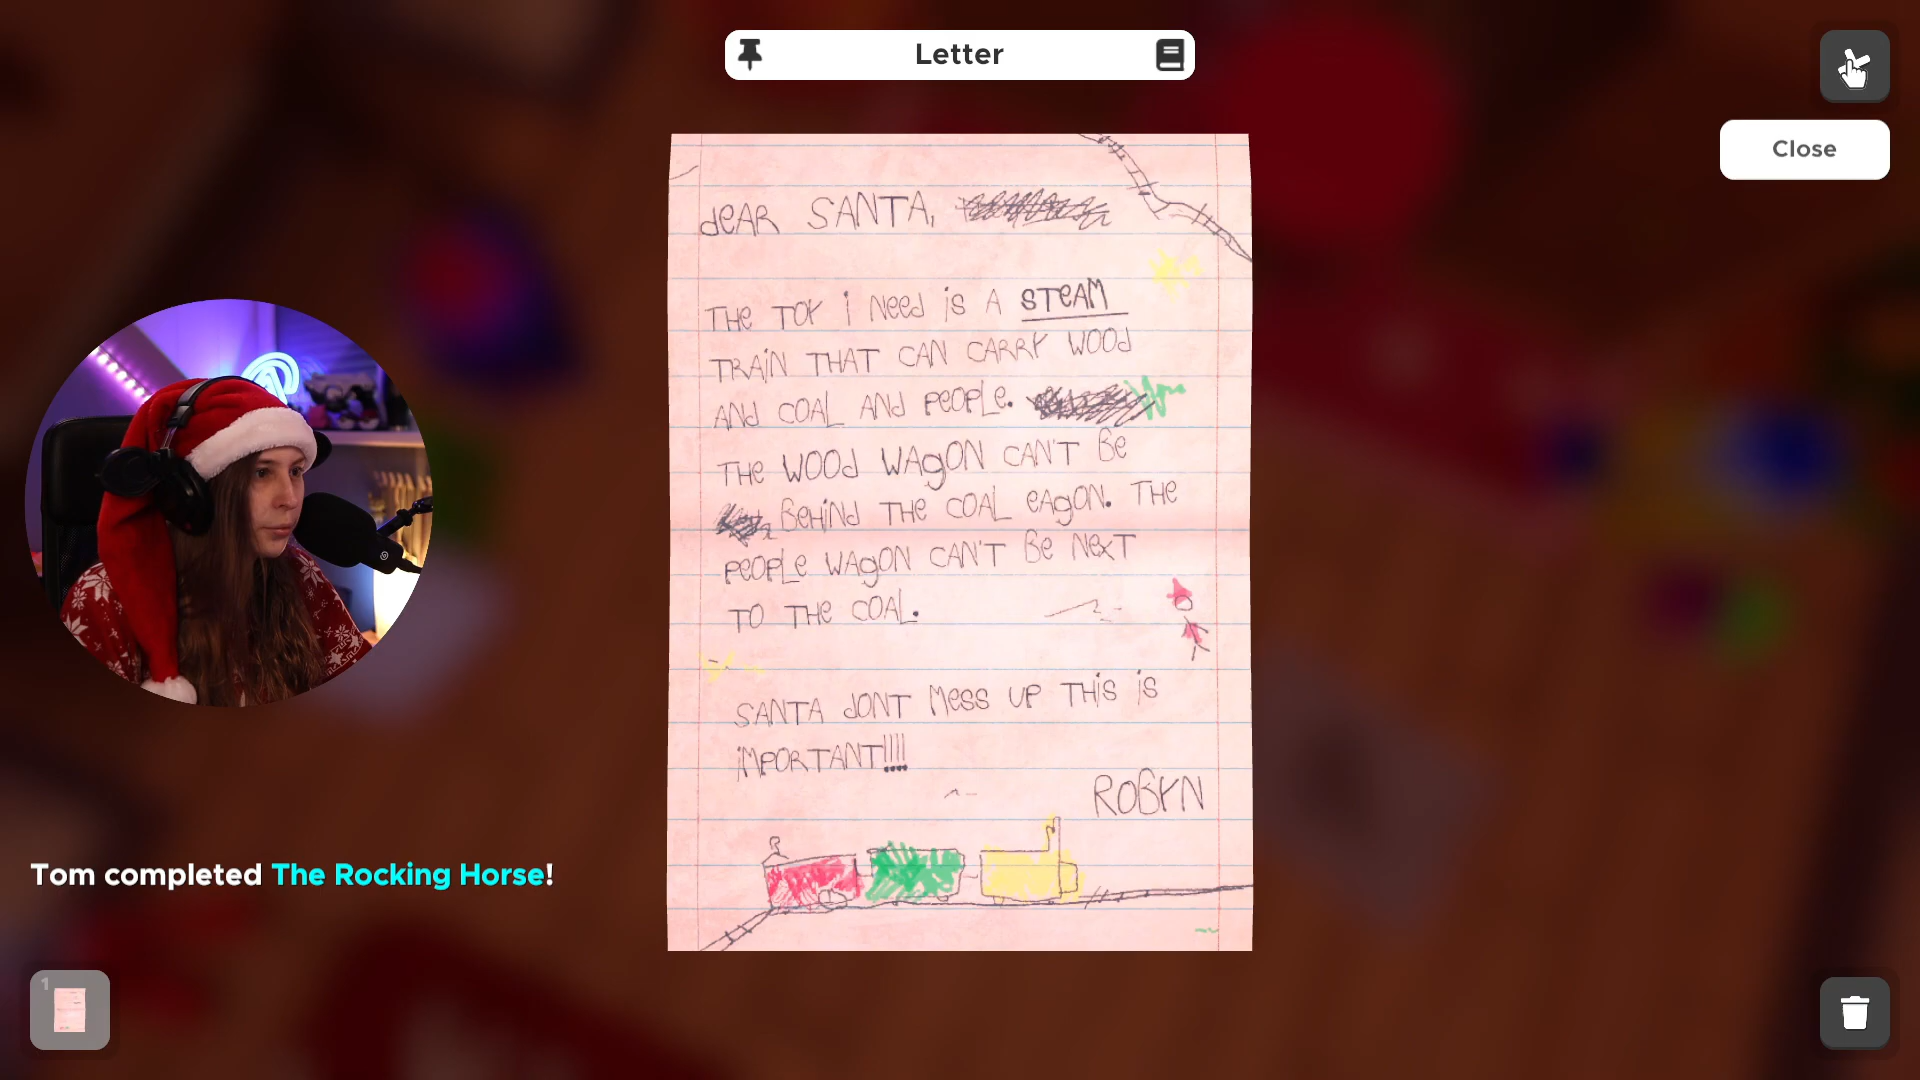 Letter
Close
dEAR SANTA,
THE TOY i NEEd iS A STEAM
TRAiN THAT CAN CARRY WOOd
ANd COAL ANd PEOPLE.
THE WOOd WAgON CAN'T BE
BEHiNd THE COAL EAgON. THE
PEOPLE WAgON CAN'T BE NEXT
TO THE COAL.
SANTA dONT MESS UP THiS iS
iMPORTANT!!!!
ROBYN
Tom completed The Rocking Horse!
1